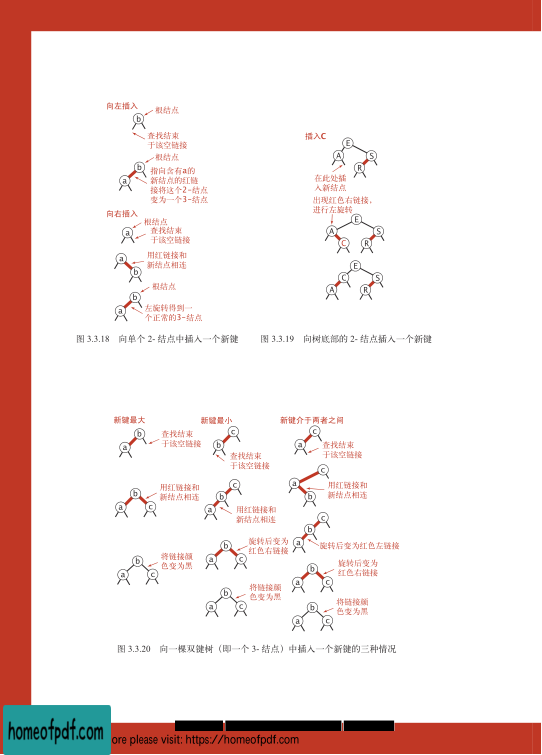 向左插入
b
根结点
查找结束
于该空链接
b
a
根结点
指向含有a的
新结点的红链
接将这个2-结点
变为一个3-结点
向右插入
a
根结点
查找结束
于该空链接
a
b
用红链接和
新结点相连
b
a
根结点
左旋转得到一
个正常的3-结点
图 3.3.18 向单个 2- 结点中插入一个新键
插入C
E
A
S
R
在此处插
入新结点
出现红色右链接,
进行左旋转
E
A
S
C
R
E
C
S
A
R
图 3.3.19 向树底部的 2- 结点插入一个新键
新键最大
b
a
查找结束
于该空链接
b
a
c
用红链接和
新结点相连
b
a
c
将链接颜
色变为黑
新键最小
c
b
查找结束
于该空链接
c
b
a
用红链接和
新结点相连
b
a
c
旋转后变为
红色右链接
b
a
c
将链接颜
色变为黑
新键介于两者之间
c
a
查找结束
于该空链接
c
a
b
用红链接和
新结点相连
c
b
a
旋转后变为红色左链接
b
a
c
旋转后变为
红色右链接
b
a
c
将链接颜
色变为黑
图 3.3.20 向一棵双键树（即一个 3- 结点）中插入一个新键的三种情况
homeofpdf.com
ore please visit: https://homeofpdf.com